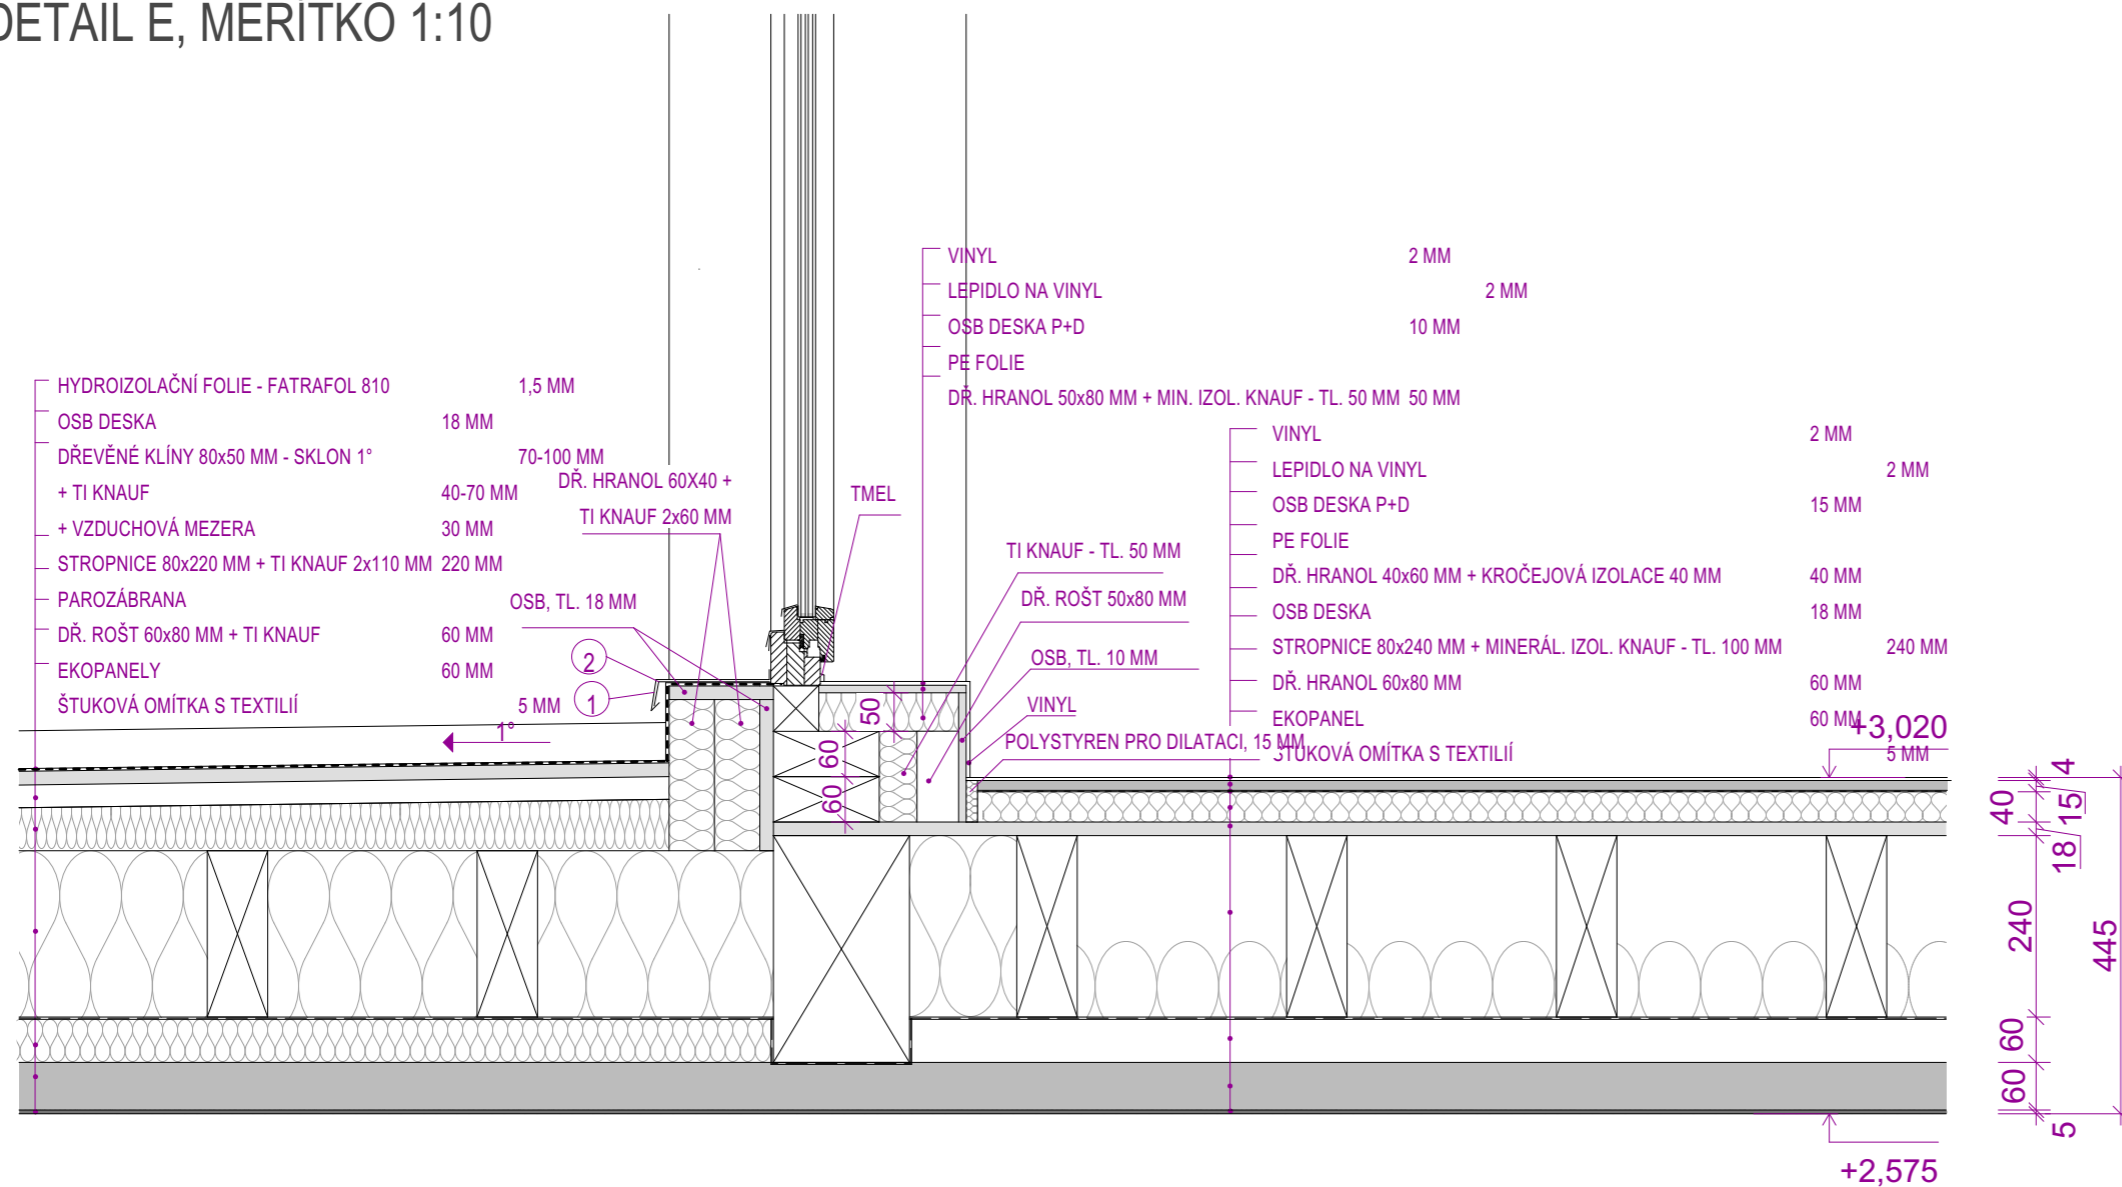 DETAIL E, MERÍTKO 1:10
VINYL 2 MM
LEPIDLO NA VINYL 2 MM
OSB DESKA P+D 10 MM
PE FOLIE
DŘ. HRANOL 50x80 MM + MIN. IZOL. KNAUF - TL. 50 MM 50 MM
HYDROIZOLAČNÍ FOLIE - FATRAFOL 810 1,5 MM
OSB DESKA 18 MM
DŘEVĚNÉ KLÍNY 80x50 MM - SKLON 1° 70-100 MM
+ TI KNAUF 40-70 MM
+ VZDUCHOVÁ MEZERA 30 MM
STROPNICE 80x220 MM + TI KNAUF 2x110 MM 220 MM
PAROZÁBRANA
DŘ. ROŠT 60x80 MM + TI KNAUF 60 MM
EKOPANELY 60 MM
ŠTUKOVÁ OMÍTKA S TEXTILIÍ 5 MM
DŘ. HRANOL 60X40 +
TI KNAUF 2x60 MM
TMEL
OSB, TL. 18 MM
2
1
1°
VINYL 2 MM
LEPIDLO NA VINYL 2 MM
OSB DESKA P+D 15 MM
PE FOLIE
DŘ. HRANOL 40x60 MM + KROČEJOVÁ IZOLACE 40 MM 40 MM
OSB DESKA 18 MM
STROPNICE 80x240 MM + MINERÁL. IZOL. KNAUF - TL. 100 MM 240 MM
DŘ. HRANOL 60x80 MM 60 MM
EKOPANEL 60 MM
ŠTUKOVÁ OMÍTKA S TEXTILIÍ 5 MM
TI KNAUF - TL. 50 MM
DŘ. ROŠT 50x80 MM
OSB, TL. 10 MM
VINYL
POLYSTYREN PRO DILATACI, 15 MM
50
60
60
+3,020
4
15
40
18
240
445
60
60
5
+2,575